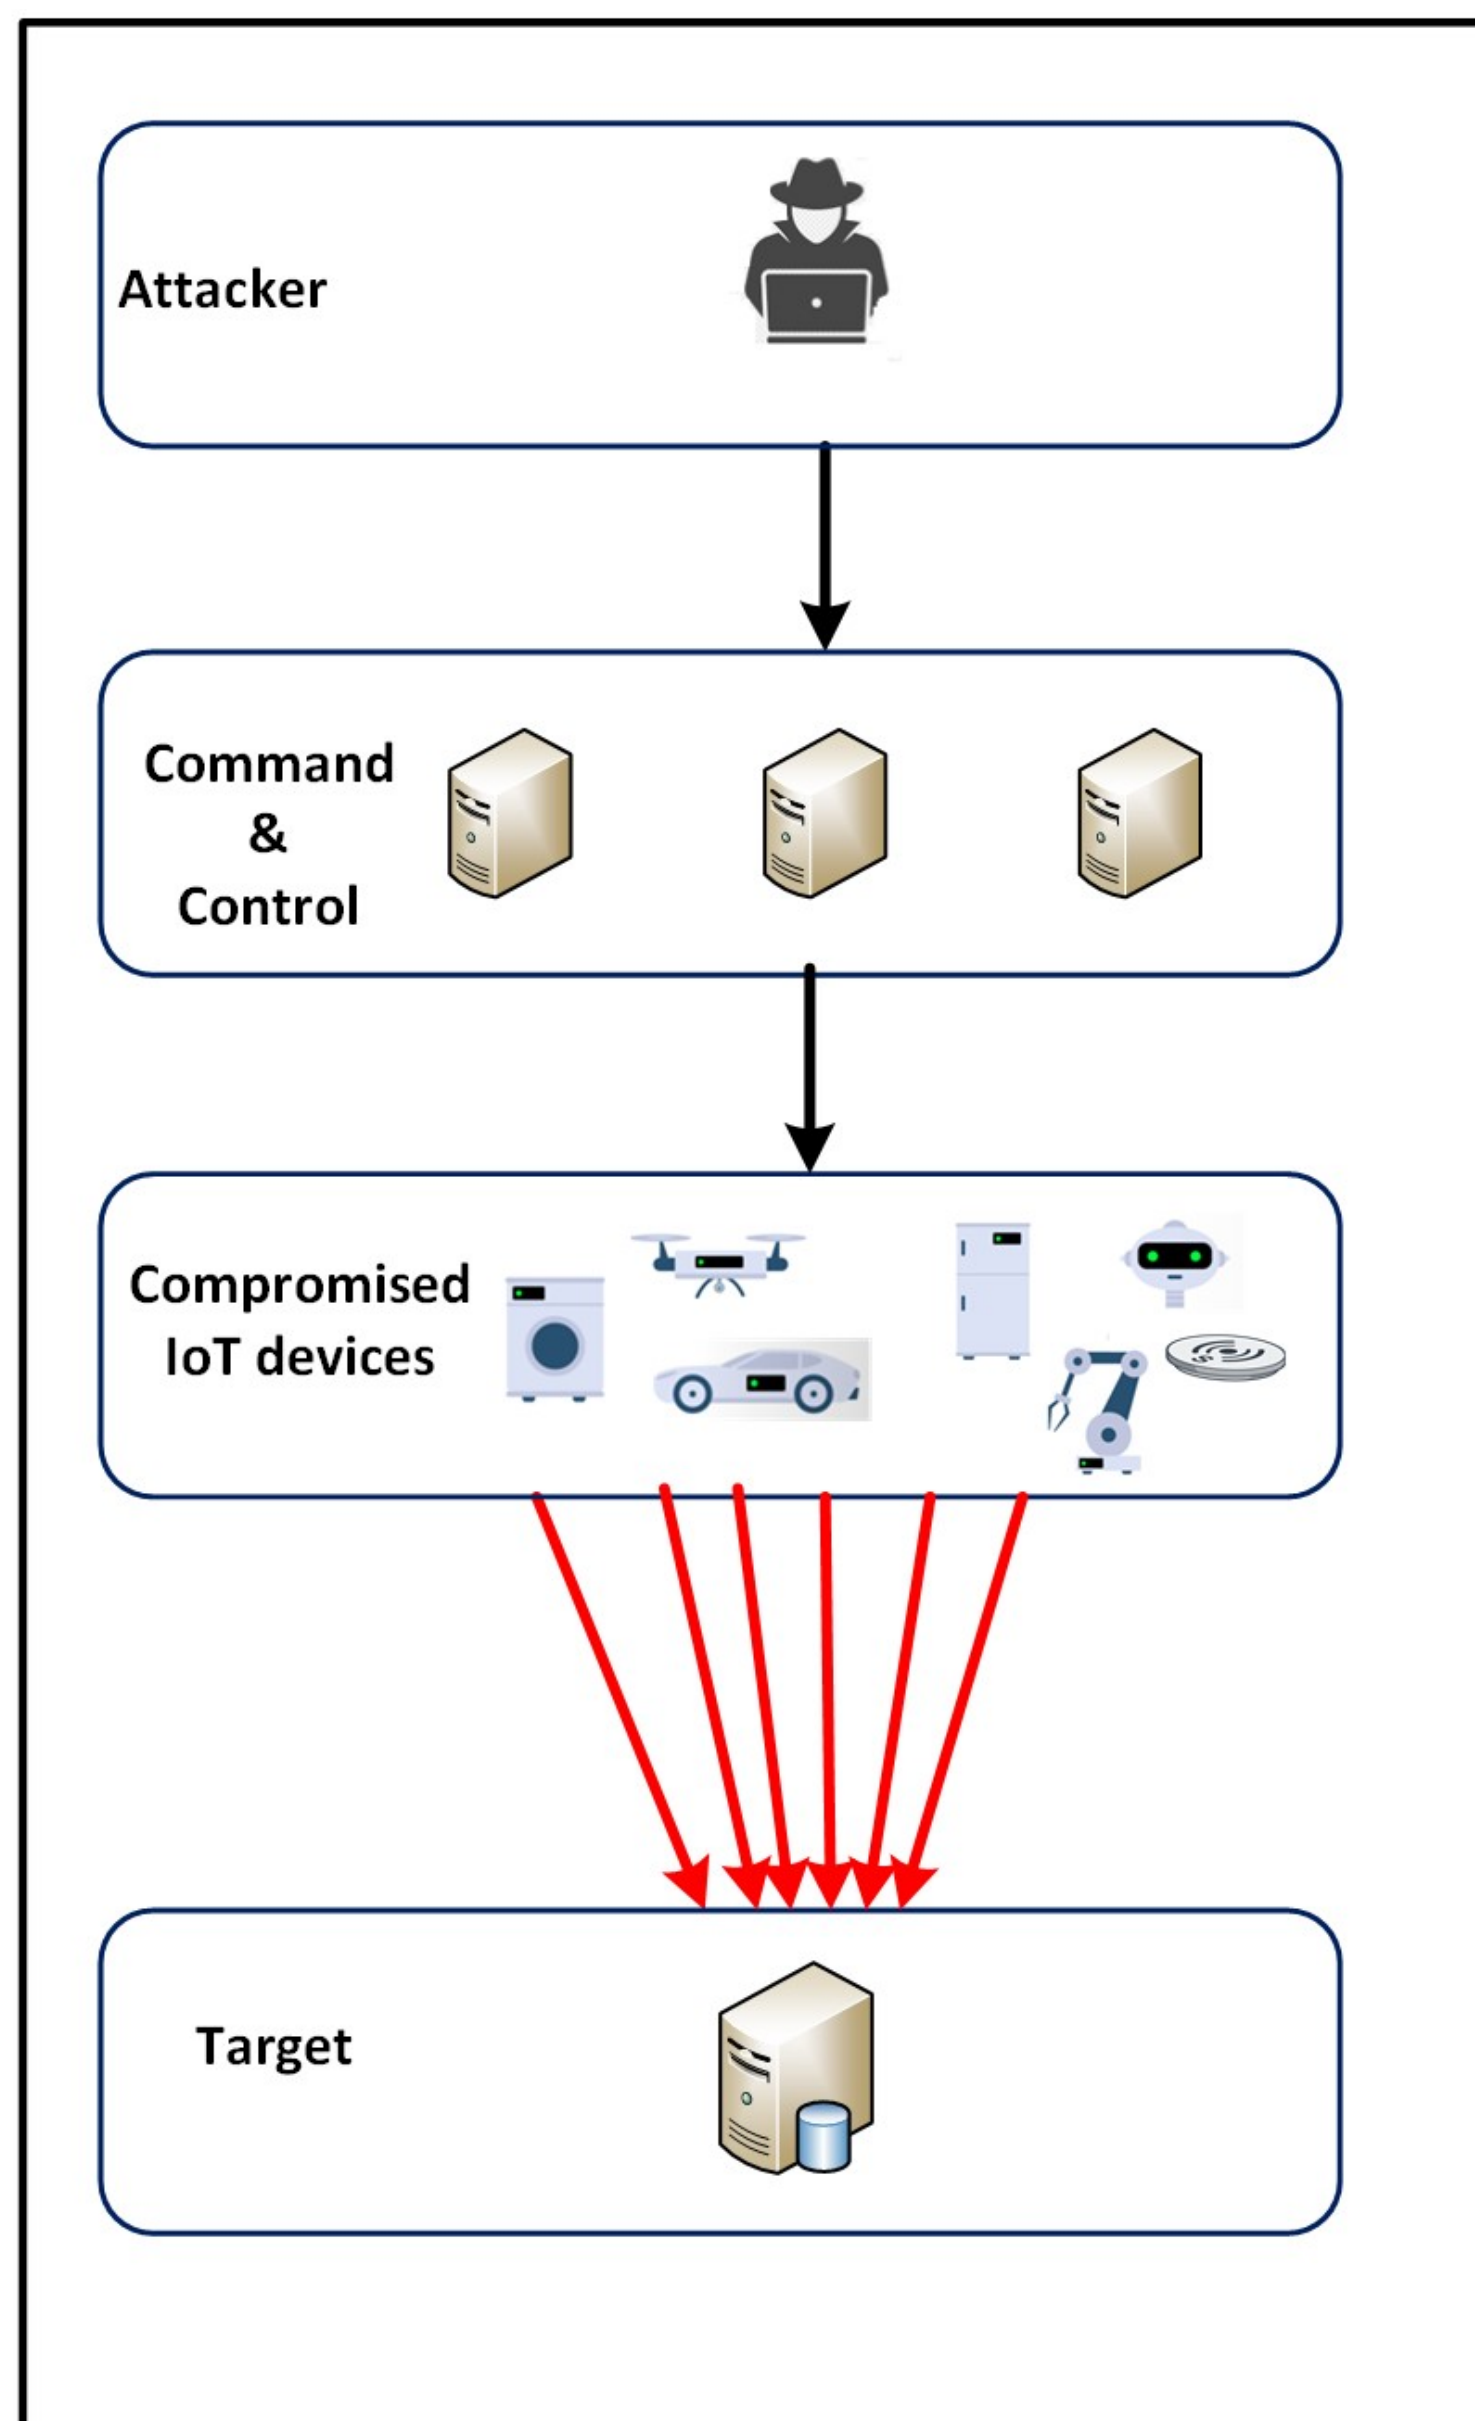 Attacker
Command
&
Control
Compromised
IoT devices
Target